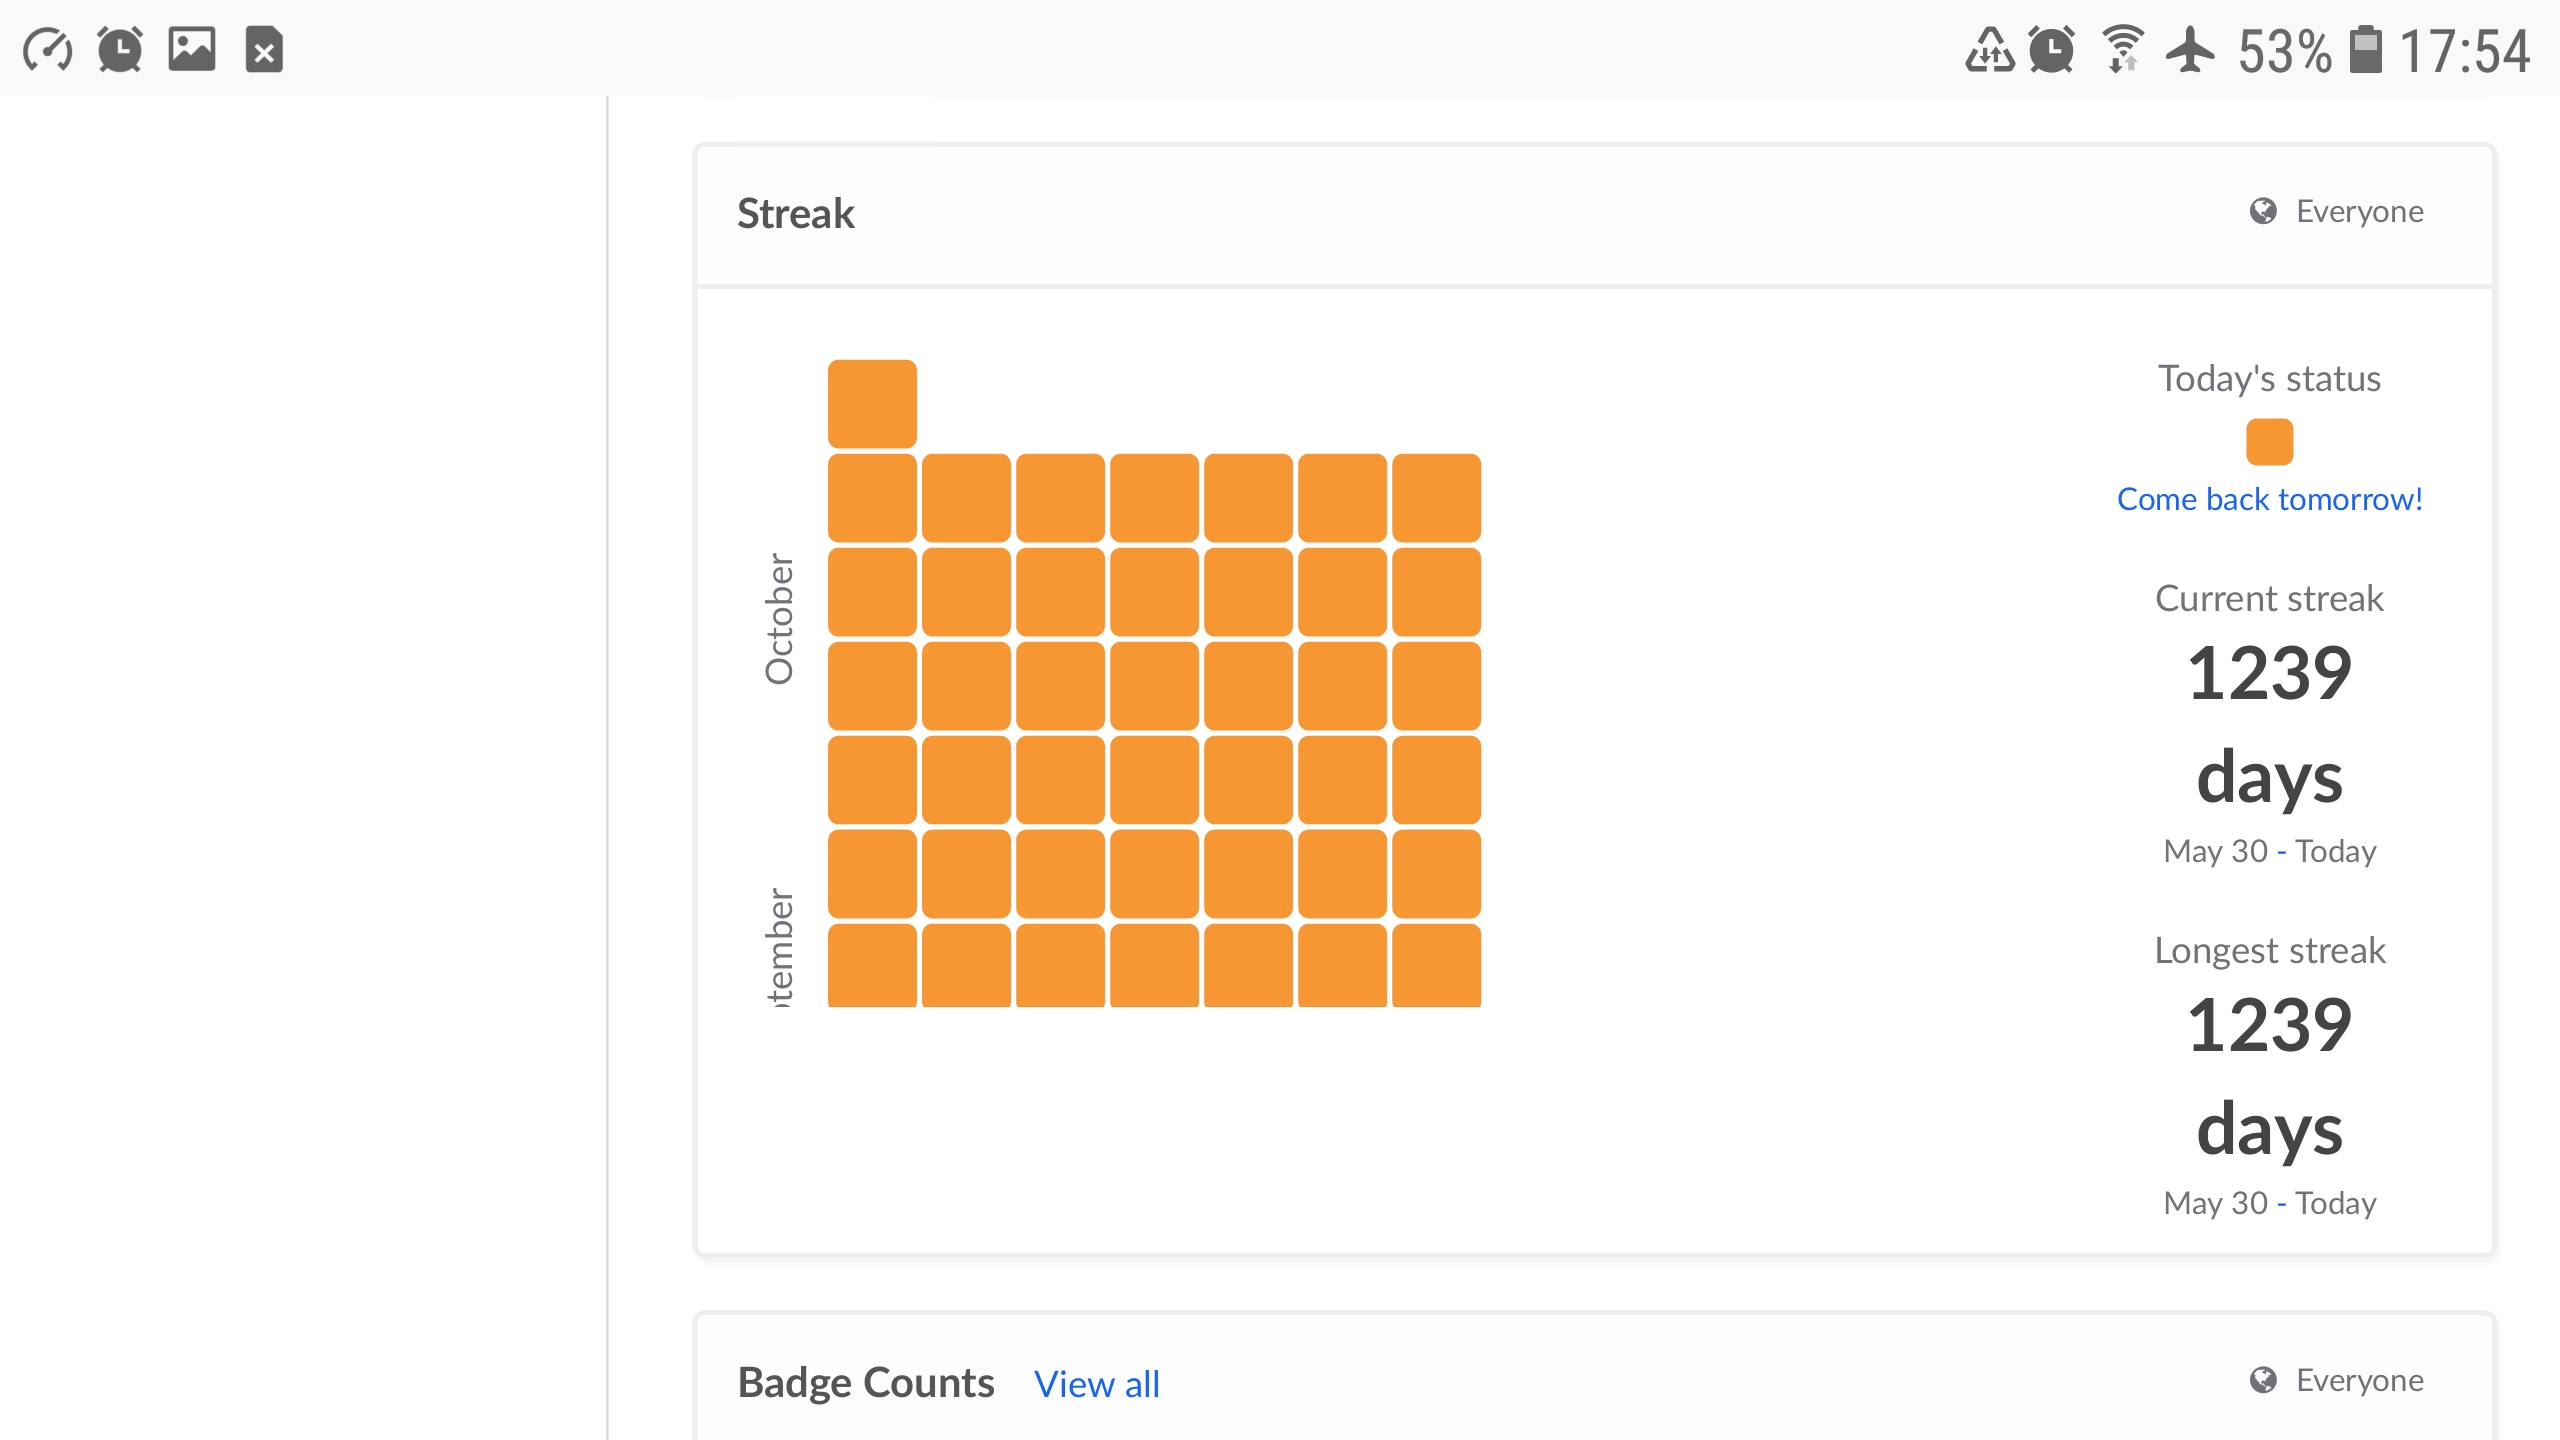 53% 17:54
Streak
Everyone
Today's status
Come back tomorrow!
October
Current streak
1239
days
May 30 - Today
tember
Longest streak
1239
days
May 30 - Today
Badge Counts View all
Everyone